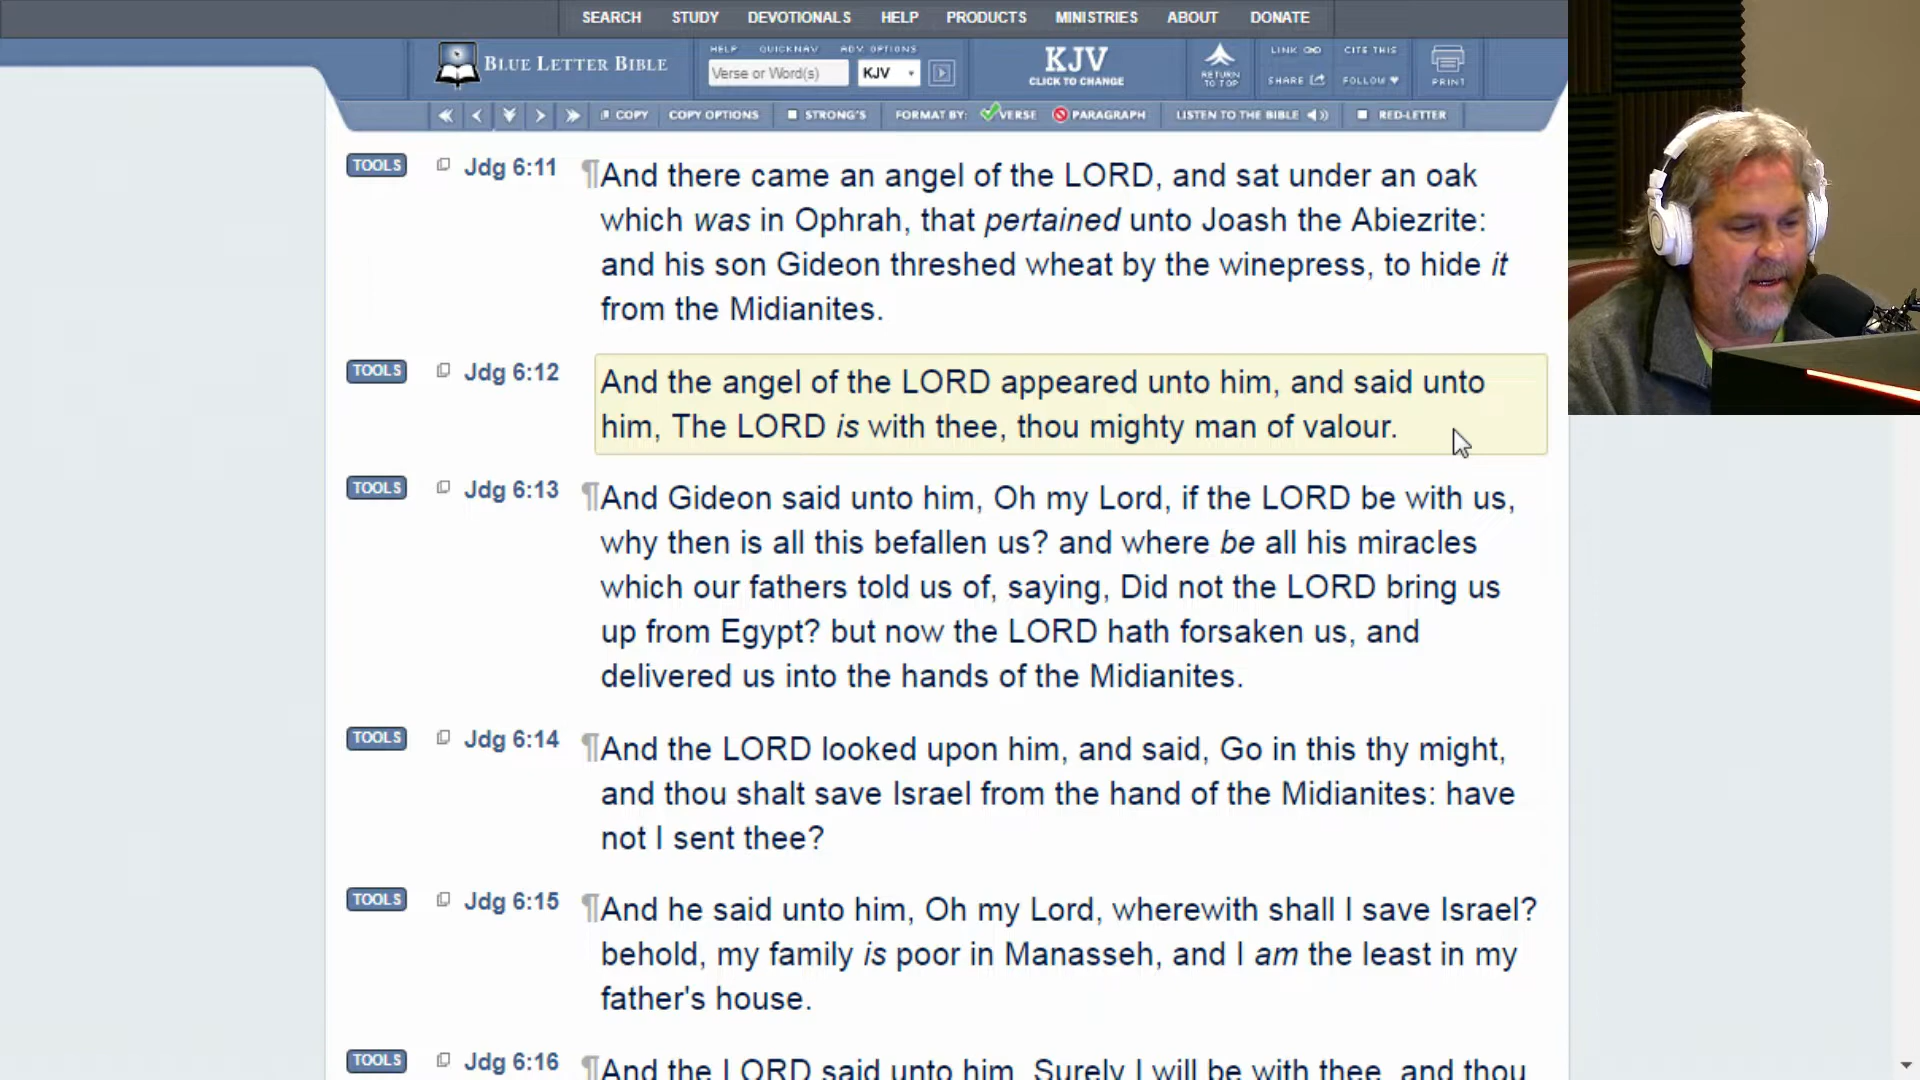 SEARCH STUDY DEVOTIONALS HELP PRODUCTS MINISTRIES ABOUT DONATE
BLUE LETTER BIBLE
HELP QUICKNAV ADV. OPTIONS
Verse or Word(s) KJV
KJV
CLICK TO CHANGE
RETURN
TO TOP
LINK CITE THIS
SHARE FOLLOW
PRINT
COPY COPY OPTIONS STRONG'S FORMAT BY: VERSE PARAGRAPH LISTEN TO THE BIBLE RED-LETTER
TOOLS Jdg 6:11 ¶And there came an angel of the LORD, and sat under an oak
which was in Ophrah, that pertained unto Joash the Abiezrite:
and his son Gideon threshed wheat by the winepress, to hide it
from the Midianites.
TOOLS Jdg 6:12 And the angel of the LORD appeared unto him, and said unto
him, The LORD is with thee, thou mighty man of valour.
TOOLS Jdg 6:13 ¶And Gideon said unto him, Oh my Lord, if the LORD be with us,
why then is all this befallen us? and where be all his miracles
which our fathers told us of, saying, Did not the LORD bring us
up from Egypt? but now the LORD hath forsaken us, and
delivered us into the hands of the Midianites.
TOOLS Jdg 6:14 ¶And the LORD looked upon him, and said, Go in this thy might,
and thou shalt save Israel from the hand of the Midianites: have
not I sent thee?
TOOLS Jdg 6:15 ¶And he said unto him, Oh my Lord, wherewith shall I save Israel?
behold, my family is poor in Manasseh, and I am the least in my
father's house.
TOOLS Jdg 6:16 ¶And the LORD said unto him, Surely I will be with thee, and thou